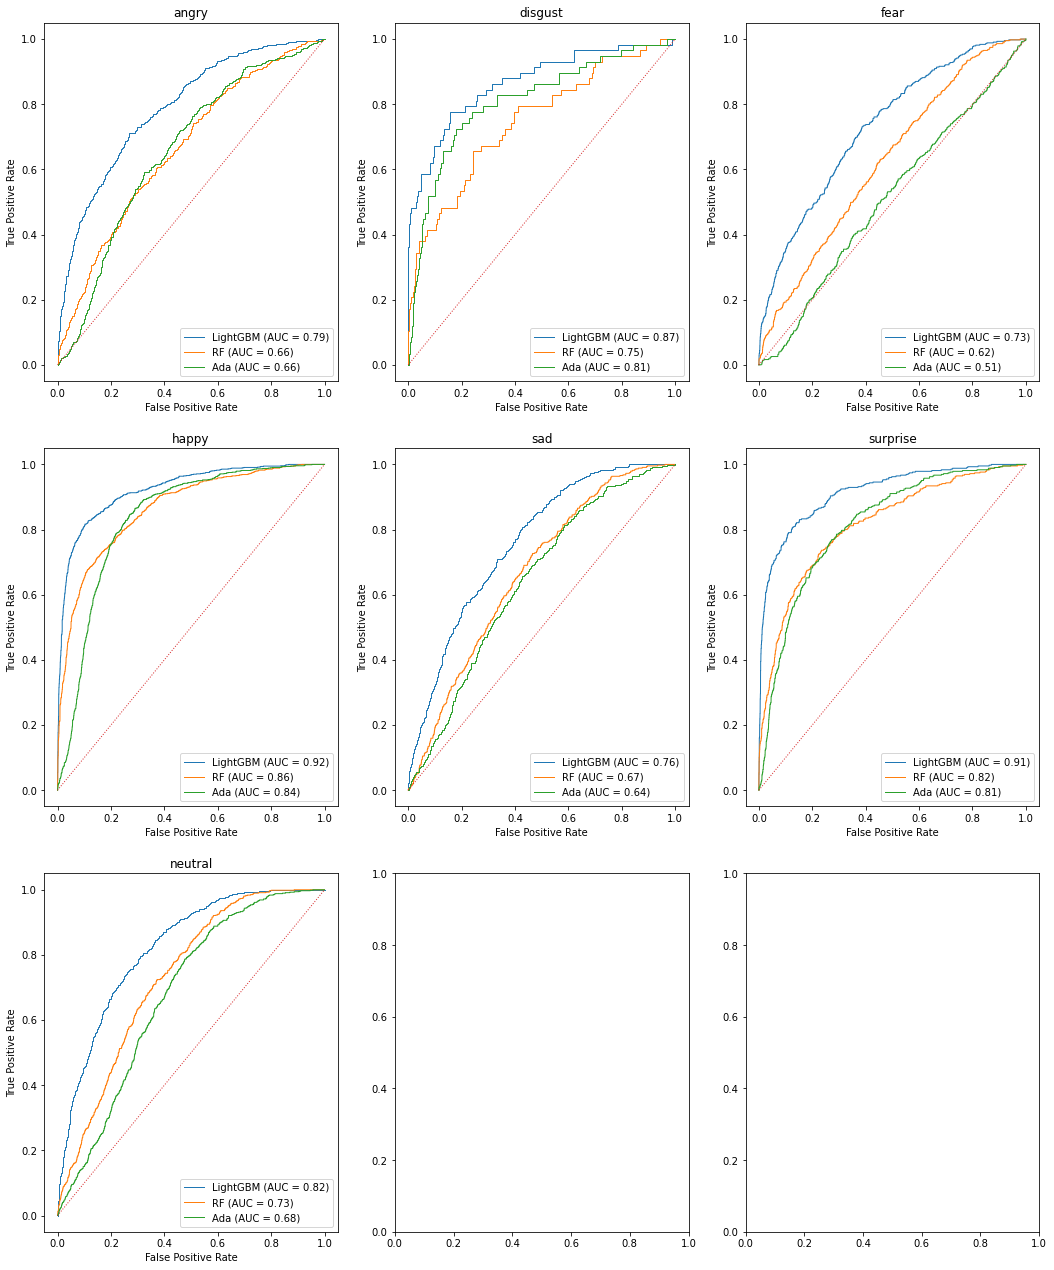 angry
disgust
fear
True Positive Rate
1.0
0.8
0.6
0.4
0.2
0.0
LightGBM (AUC = 0.79)
RF (AUC = 0.66)
Ada (AUC = 0.66)
0.0 0.2 0.4 0.6 0.8 1.0
False Positive Rate
True Positive Rate
1.0
0.8
0.6
0.4
0.2
0.0
LightGBM (AUC = 0.87)
RF (AUC = 0.75)
Ada (AUC = 0.81)
0.0 0.2 0.4 0.6 0.8 1.0
False Positive Rate
True Positive Rate
1.0
0.8
0.6
0.4
0.2
0.0
LightGBM (AUC = 0.73)
RF (AUC = 0.62)
Ada (AUC = 0.51)
0.0 0.2 0.4 0.6 0.8 1.0
False Positive Rate
happy
sad
surprise
True Positive Rate
1.0
0.8
0.6
0.4
0.2
0.0
LightGBM (AUC = 0.92)
RF (AUC = 0.86)
Ada (AUC = 0.84)
0.0 0.2 0.4 0.6 0.8 1.0
False Positive Rate
True Positive Rate
1.0
0.8
0.6
0.4
0.2
0.0
LightGBM (AUC = 0.76)
RF (AUC = 0.67)
Ada (AUC = 0.64)
0.0 0.2 0.4 0.6 0.8 1.0
False Positive Rate
True Positive Rate
1.0
0.8
0.6
0.4
0.2
0.0
LightGBM (AUC = 0.91)
RF (AUC = 0.82)
Ada (AUC = 0.81)
0.0 0.2 0.4 0.6 0.8 1.0
False Positive Rate
neutral
True Positive Rate
1.0
0.8
0.6
0.4
0.2
0.0
LightGBM (AUC = 0.82)
RF (AUC = 0.73)
Ada (AUC = 0.68)
0.0 0.2 0.4 0.6 0.8 1.0
False Positive Rate
1.0
0.8
0.6
0.4
0.2
0.0
0.0 0.2 0.4 0.6 0.8 1.0
1.0
0.8
0.6
0.4
0.2
0.0
0.0 0.2 0.4 0.6 0.8 1.0